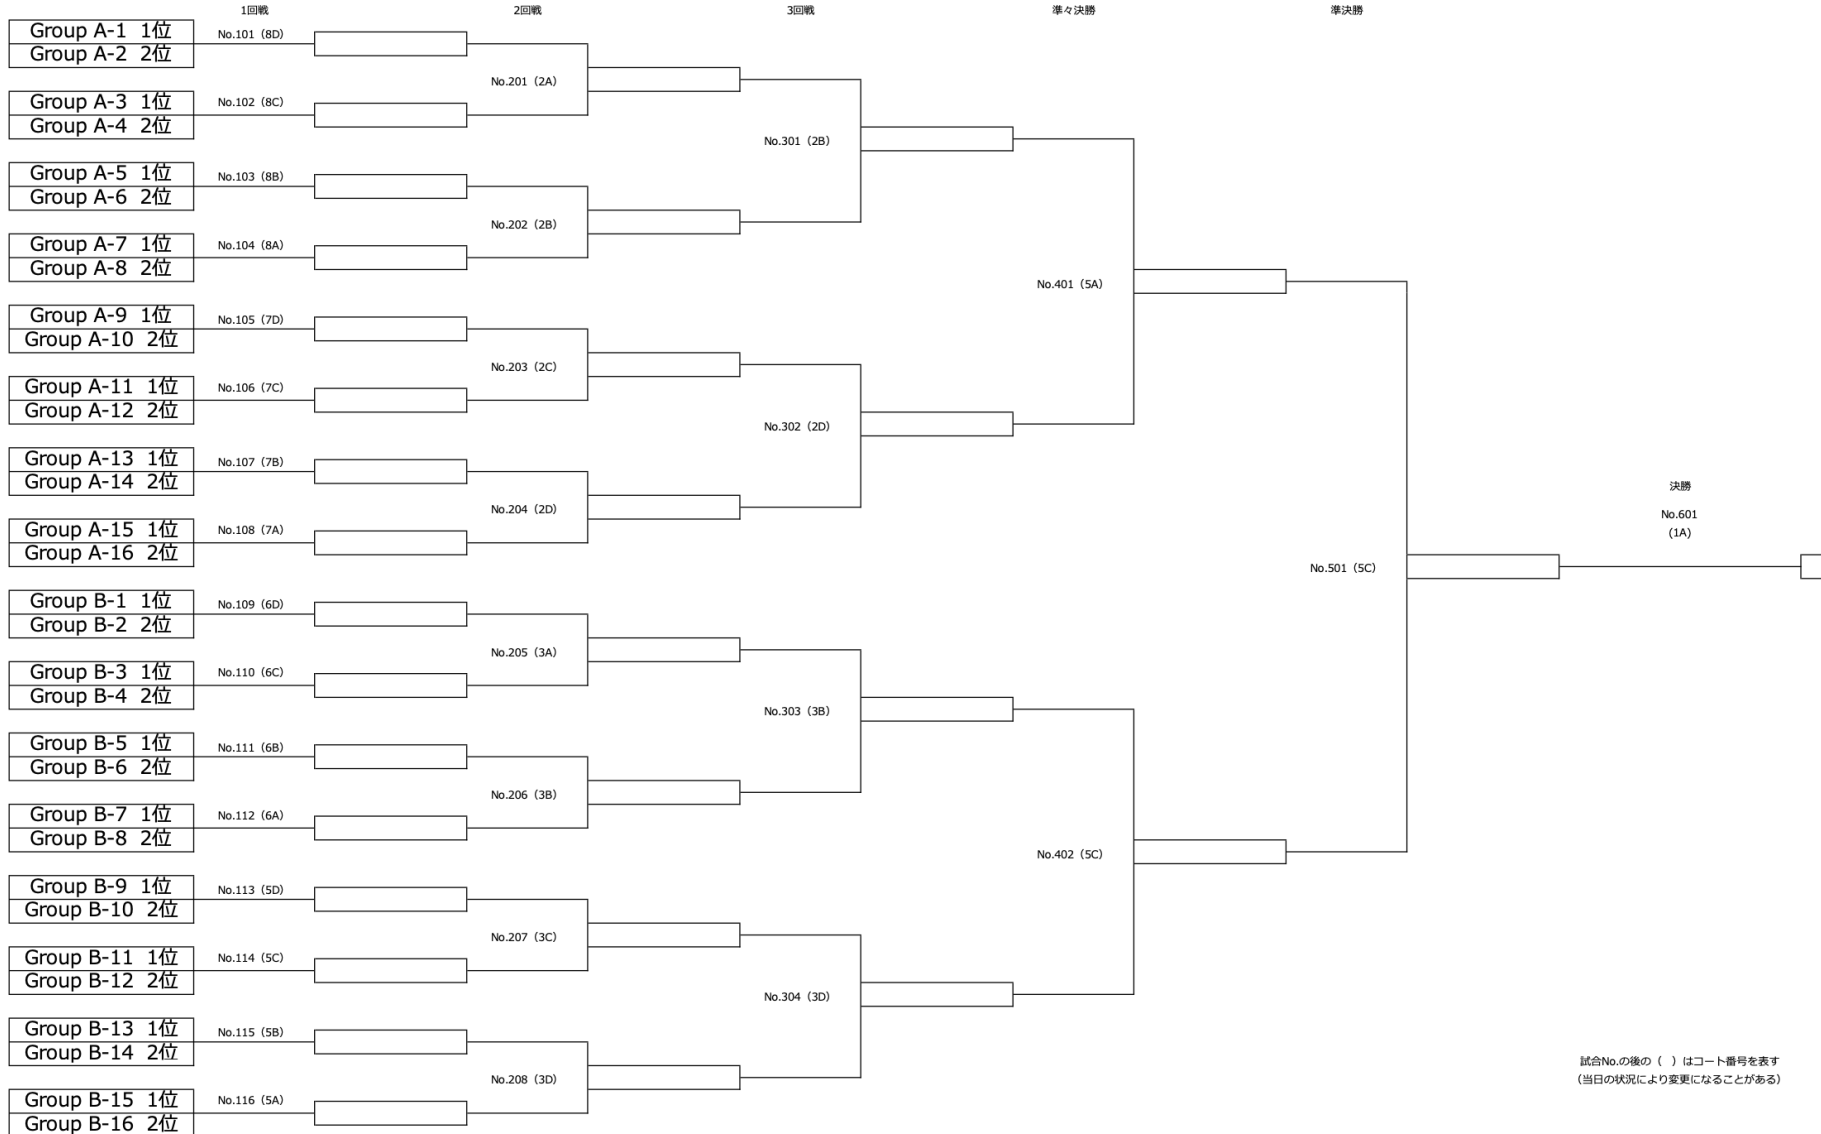 1回戦 2回戦 3回戦 準々決勝 準決勝
Group A-1 1位
No.101（8D）
Group A-2 2位
No.201（2A）
Group A-3 1位
No.102（8C）
Group A-4 2位
No.301（2B）
Group A-5 1位
No.103（8B）
Group A-6 2位
No.202（2B）
Group A-7 1位
No.104（8A）
Group A-8 2位
No.401（5A）
Group A-9 1位
No.105（7D）
Group A-10 2位
No.203（2C）
Group A-11 1位
No.106（7C）
Group A-12 2位
No.302（2D）
Group A-13 1位
No.107（7B）
Group A-14 2位
No.204（2D）
Group A-15 1位
No.108（7A）
Group A-16 2位
決勝
No.601
(1A)
No.501（5C）
Group B-1 1位
No.109（6D）
Group B-2 2位
No.205（3A）
Group B-3 1位
No.110（6C）
Group B-4 2位
No.303（3B）
Group B-5 1位
No.111（6B）
Group B-6 2位
No.206（3B）
Group B-7 1位
No.112（6A）
Group B-8 2位
No.402（5C）
Group B-9 1位
No.113（5D）
Group B-10 2位
No.207（3C）
Group B-11 1位
No.114（5C）
Group B-12 2位
No.304（3D）
Group B-13 1位
No.115（5B）
Group B-14 2位
No.208（3D）
Group B-15 1位
No.116（5A）
Group B-16 2位
試合No.の後の（ ）はコート番号を表す
（当日の状況により変更になることがある）